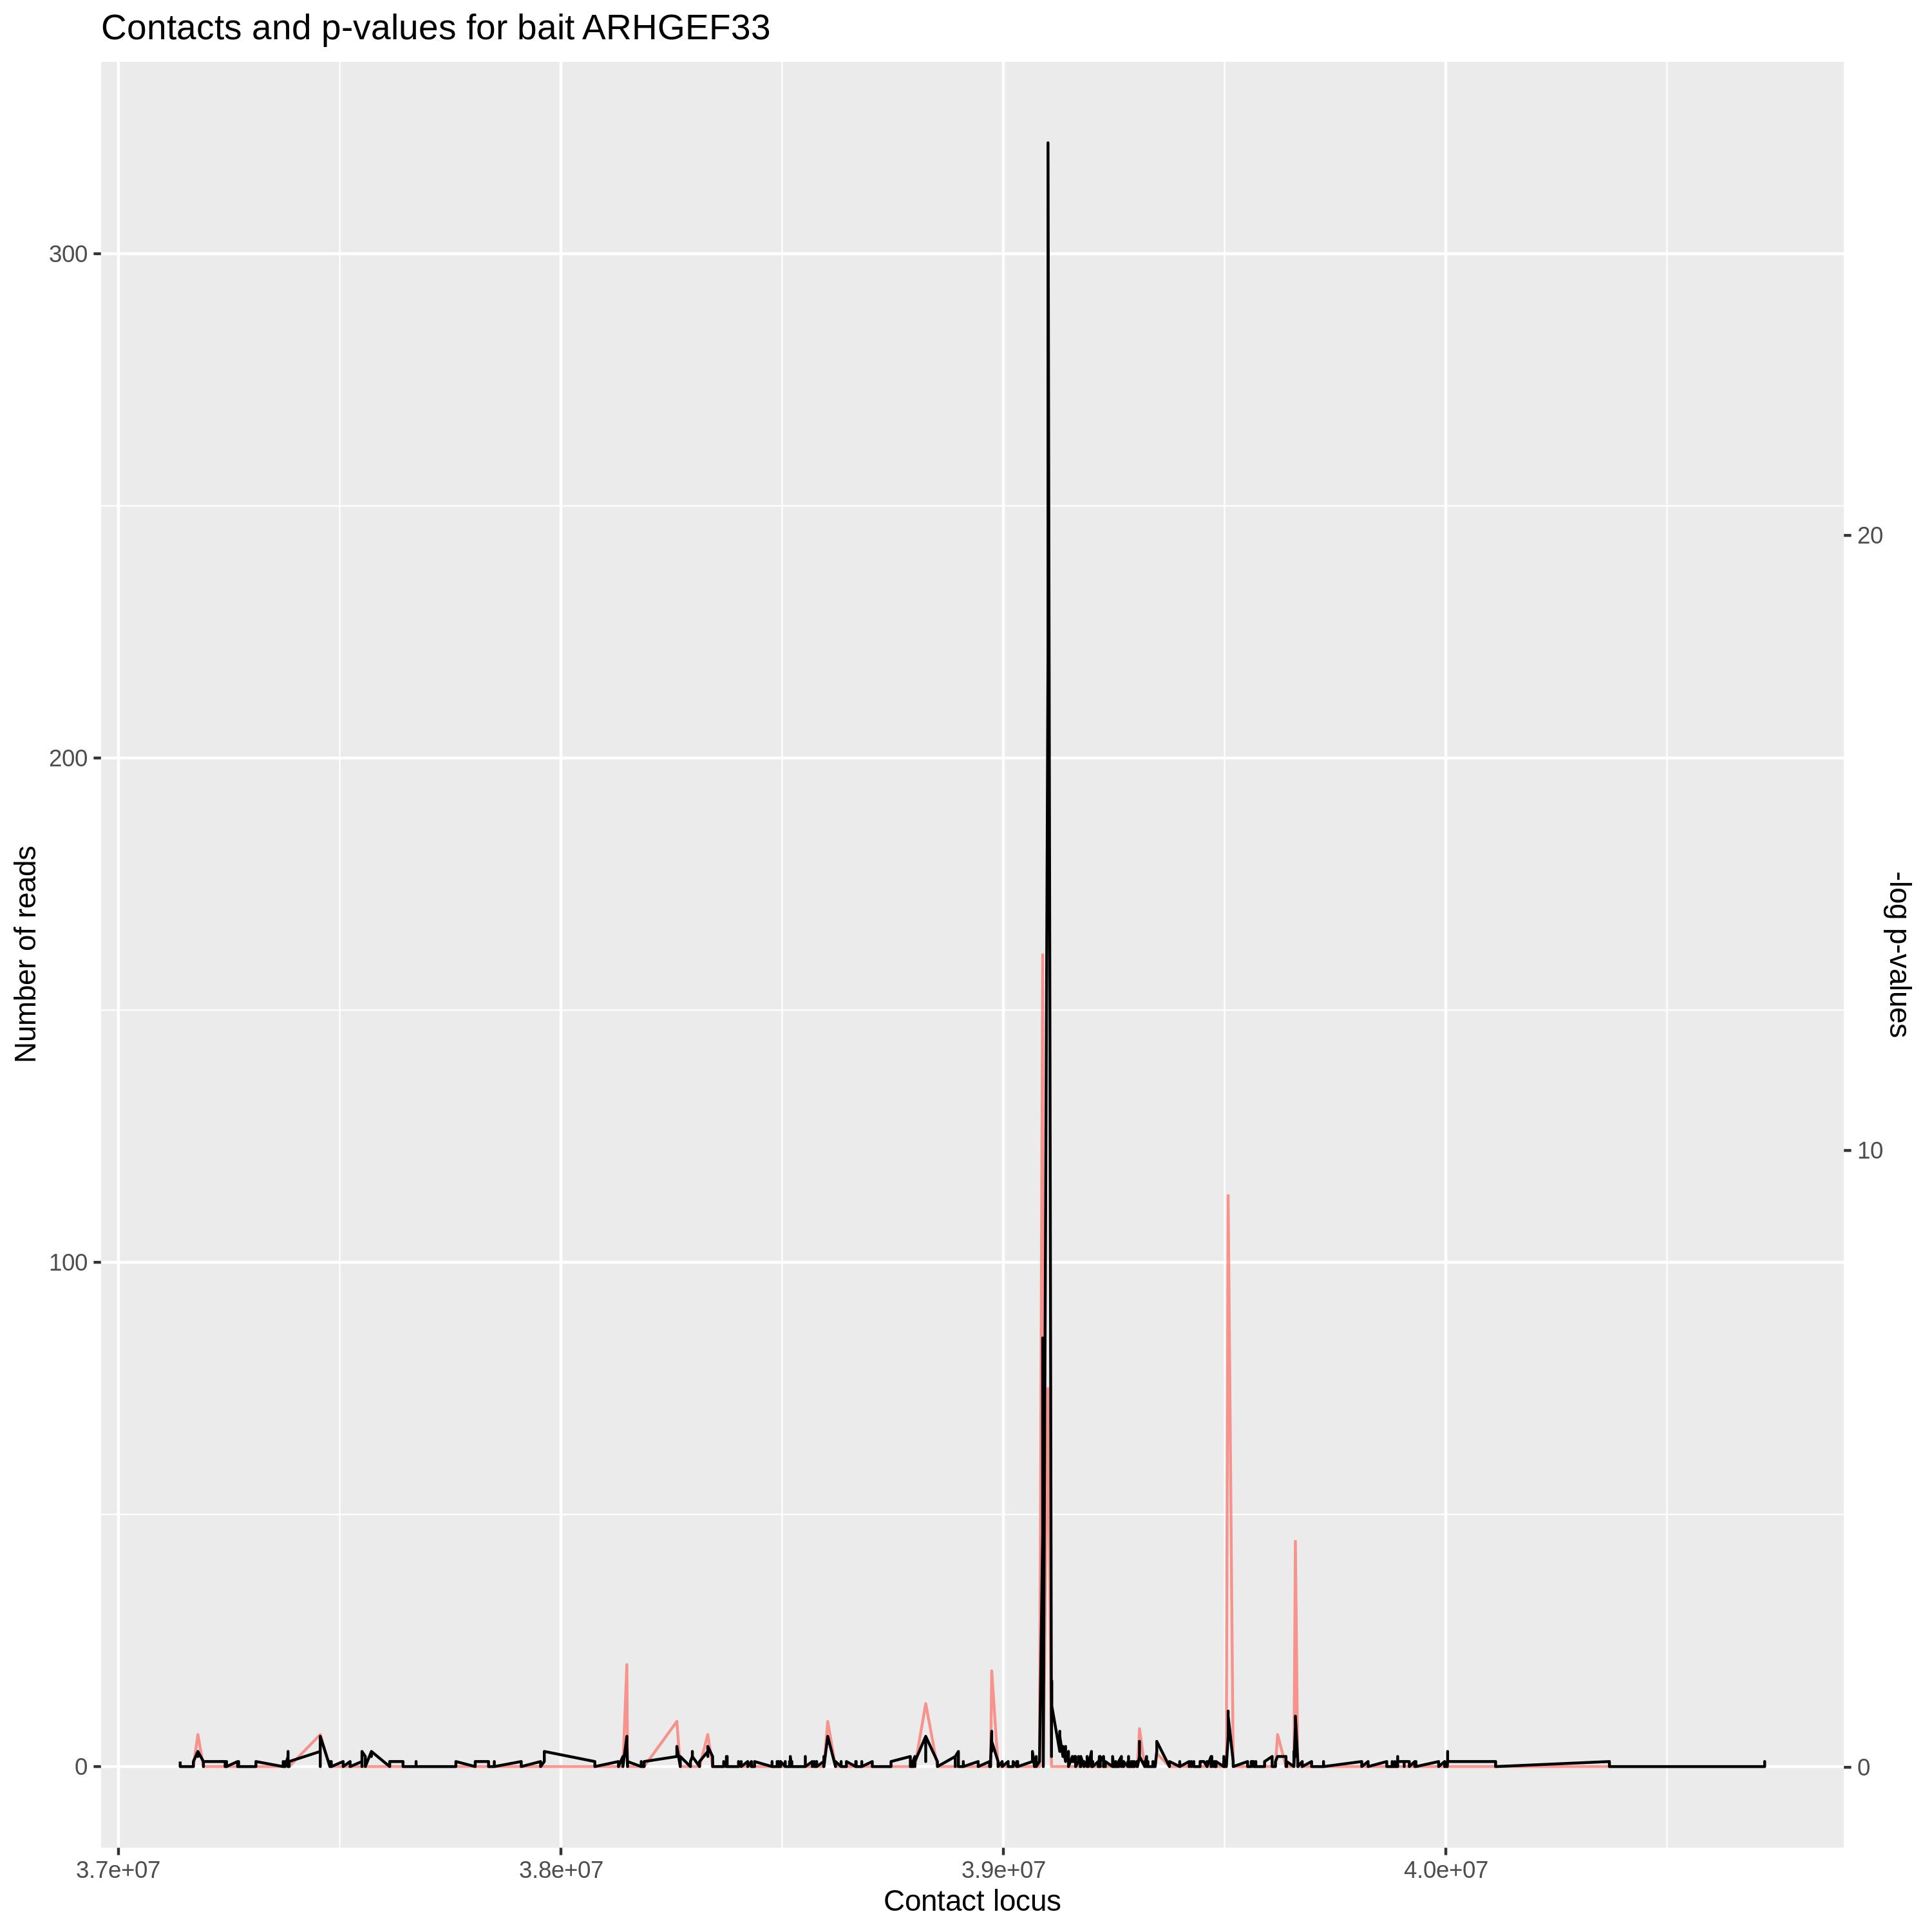 Contacts and p-values for bait ARHGEF33
300
200
100
0
20
10
0
Number of reads
-log p-values
3.7e+07
3.8e+07
3.9e+07
4.0e+07
Contact locus